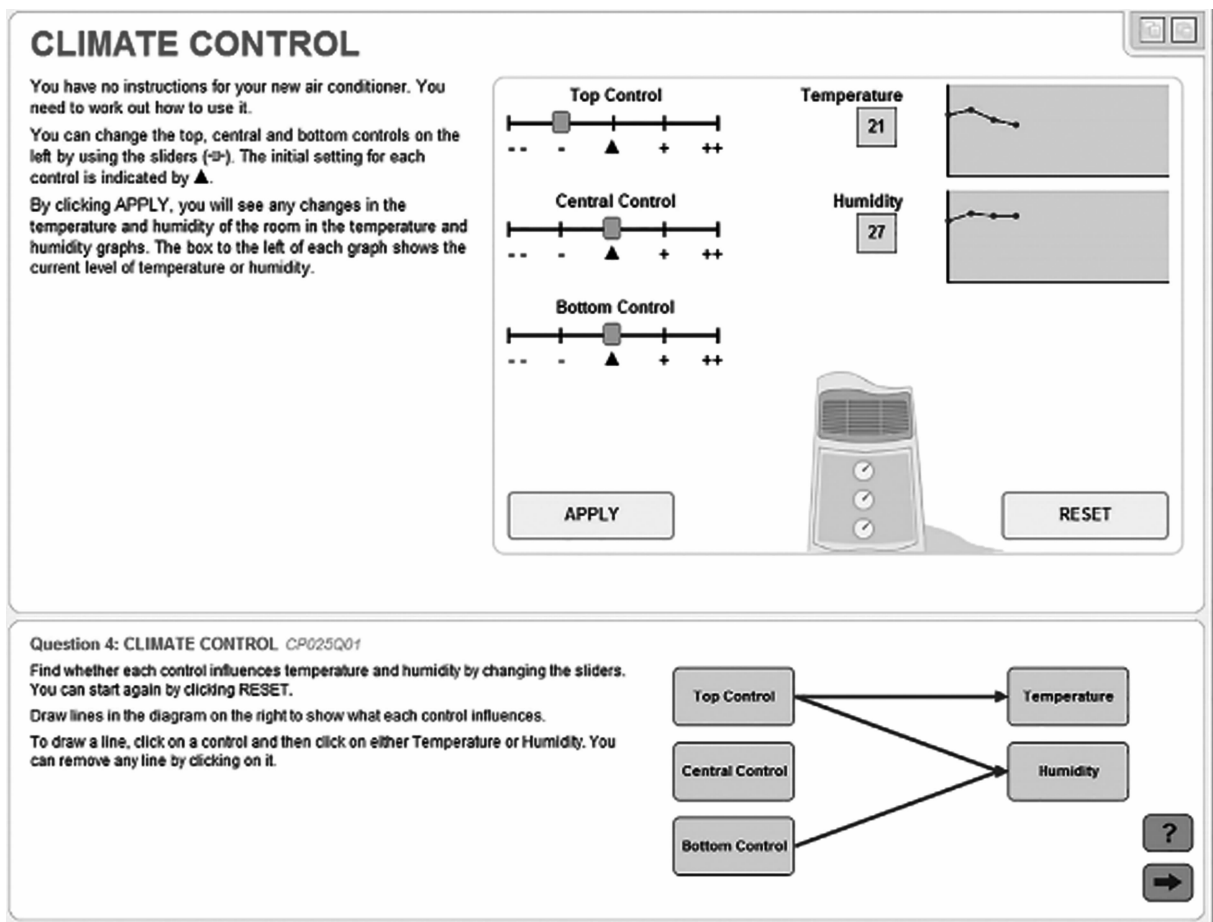 CLIMATE CONTROL
You have no instructions for your new air conditioner. You
need to work out how to use it.
You can change the top, central and bottom controls on the
left by using the sliders ( ). The initial setting for each
control is indicated by ▲.
By clicking APPLY, you will see any changes in the
temperature and humidity of the room in the temperature and
humidity graphs. The box to the left of each graph shows the
current level of temperature or humidity.
Top Control
- - - ▲ + ++
Central Control
- - - ▲ + ++
Bottom Control
- - - ▲ + ++
Temperature
21
Humidity
27
APPLY
RESET
Question 4: CLIMATE CONTROL CP025Q01
Find whether each control influences temperature and humidity by changing the sliders.
You can start again by clicking RESET.
Draw lines in the diagram on the right to show what each control influences.
To draw a line, click on a control and then click on either Temperature or Humidity. You
can remove any line by clicking on it.
Top Control
Central Control
Bottom Control
Temperature
Humidity
?